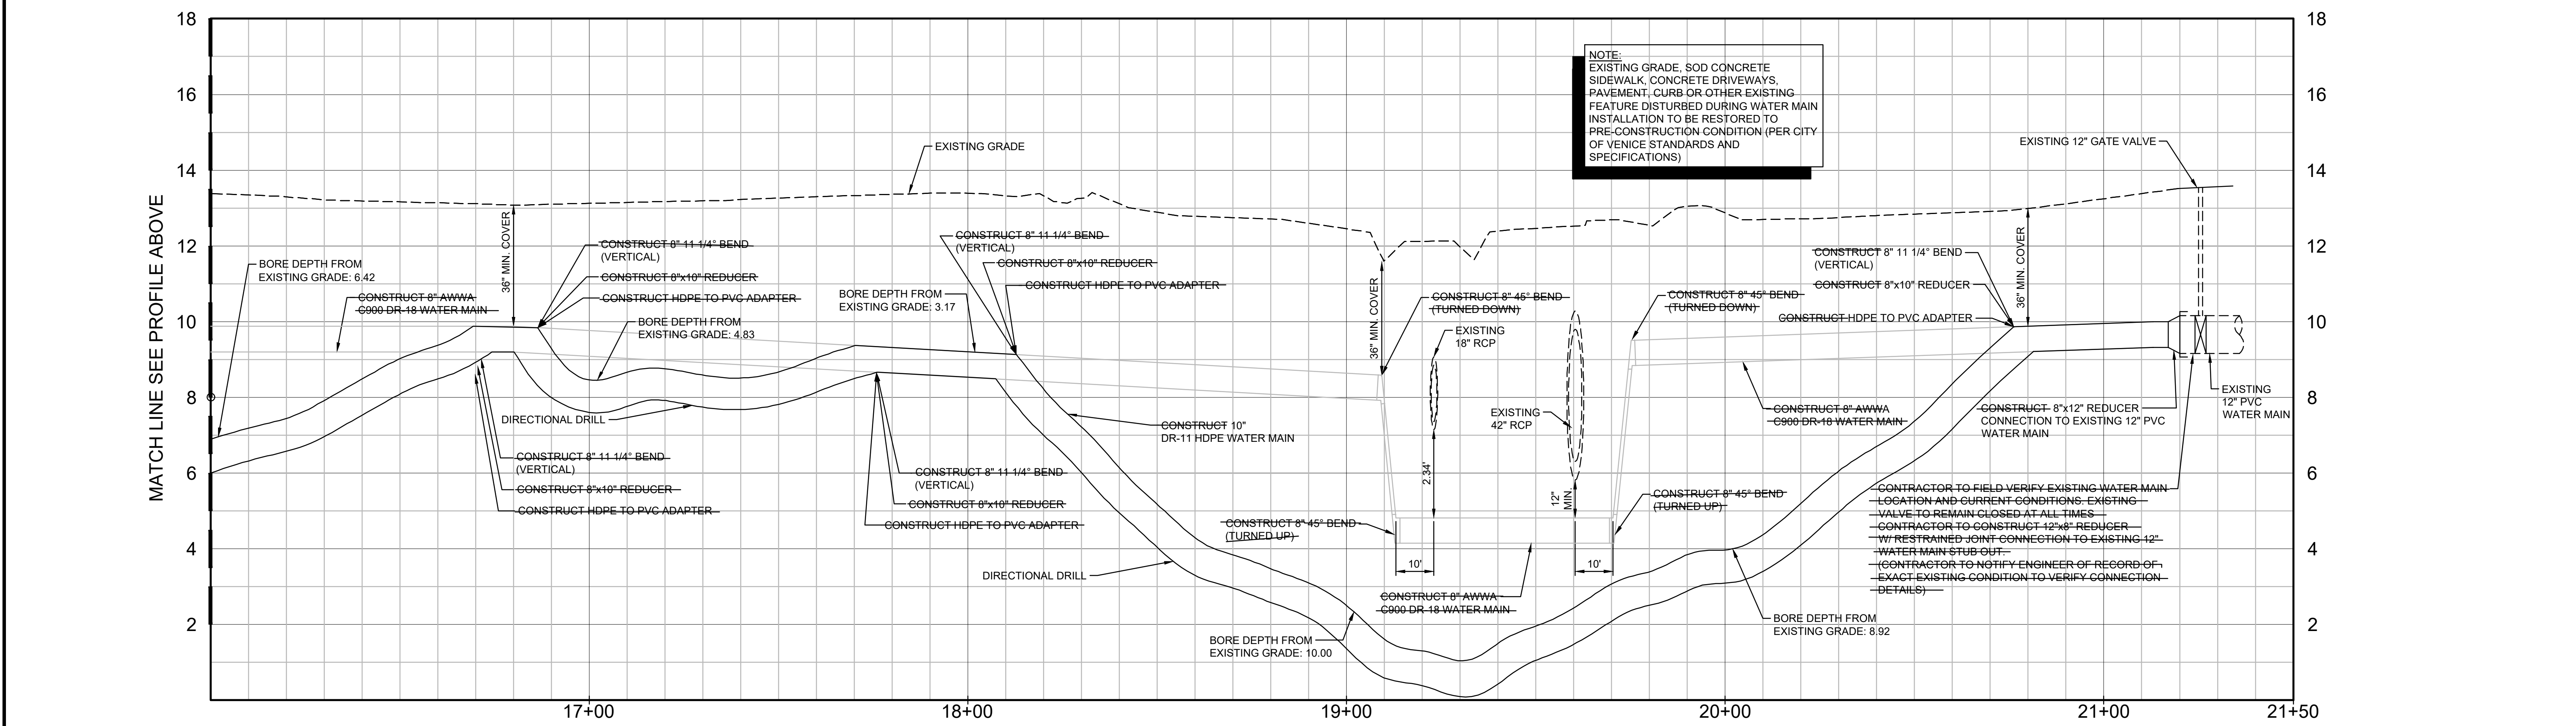 18
16
14
12
10
8
6
4
2
MATCH LINE SEE PROFILE ABOVE
BORE DEPTH FROM
EXISTING GRADE: 6.42
CONSTRUCT 8" AWWA
C900 DR-18 WATER MAIN
36" MIN. COVER
CONSTRUCT 8" 11 1/4° BEND
(VERTICAL)
CONSTRUCT 8"x10" REDUCER
CONSTRUCT HDPE TO PVC ADAPTER
BORE DEPTH FROM
EXISTING GRADE: 4.83
DIRECTIONAL DRILL
CONSTRUCT 8" 11 1/4° BEND
(VERTICAL)
CONSTRUCT 8"x10" REDUCER
CONSTRUCT HDPE TO PVC ADAPTER
EXISTING GRADE
BORE DEPTH FROM
EXISTING GRADE: 3.17
CONSTRUCT 8" 11 1/4° BEND
(VERTICAL)
CONSTRUCT 8"x10" REDUCER
CONSTRUCT HDPE TO PVC ADAPTER
CONSTRUCT 8" 11 1/4° BEND
(VERTICAL)
CONSTRUCT 8"x10" REDUCER
CONSTRUCT HDPE TO PVC ADAPTER
CONSTRUCT 10"
DR-11 HDPE WATER MAIN
DIRECTIONAL DRILL
36" MIN. COVER
CONSTRUCT 8" 45° BEND
(TURNED DOWN)
EXISTING
18" RCP
2.34'
EXISTING
42" RCP
12"
MIN.
CONSTRUCT 8" 45° BEND
(TURNED UP)
10'
10'
CONSTRUCT 8" AWWA
C900 DR-18 WATER MAIN
BORE DEPTH FROM
EXISTING GRADE: 10.00
NOTE:
EXISTING GRADE, SOD CONCRETE
SIDEWALK, CONCRETE DRIVEWAYS,
PAVEMENT, CURB OR OTHER EXISTING
FEATURE DISTURBED DURING WATER MAIN
INSTALLATION TO BE RESTORED TO
PRE-CONSTRUCTION CONDITION (PER CITY
OF VENICE STANDARDS AND
SPECIFICATIONS)
CONSTRUCT 8" 45° BEND
(TURNED DOWN)
CONSTRUCT 8" 45° BEND
(TURNED UP)
CONSTRUCT 8" AWWA
C900 DR-18 WATER MAIN
BORE DEPTH FROM
EXISTING GRADE: 8.92
CONSTRUCT 8" 11 1/4° BEND
(VERTICAL)
CONSTRUCT 8"x10" REDUCER
CONSTRUCT HDPE TO PVC ADAPTER
36" MIN. COVER
EXISTING 12" GATE VALVE
CONSTRUCT 8"x12" REDUCER
CONNECTION TO EXISTING 12" PVC
WATER MAIN
EXISTING
12" PVC
WATER MAIN
CONTRACTOR TO FIELD VERIFY EXISTING WATER MAIN
LOCATION AND CURRENT CONDITIONS. EXISTING
VALVE TO REMAIN CLOSED AT ALL TIMES
CONTRACTOR TO CONSTRUCT 12"x8" REDUCER
W/ RESTRAINED JOINT CONNECTION TO EXISTING 12"
WATER MAIN STUB OUT.
(CONTRACTOR TO NOTIFY ENGINEER OF RECORD OF
EXACT EXISTING CONDITION TO VERIFY CONNECTION
DETAILS)
18
16
14
12
10
8
6
4
2
17+00
18+00
19+00
20+00
21+00
21+50